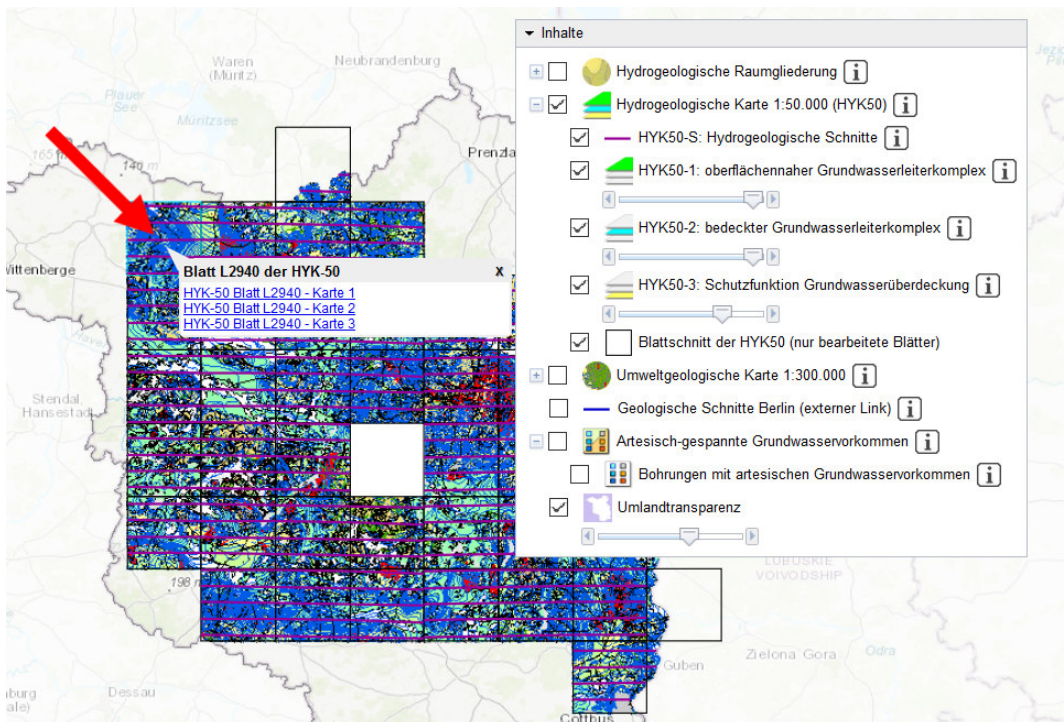 Inhalte
Hydrogeologische Raumgliederung
Hydrogeologische Karte 1:50.000 (HYK50)
HYK50-S: Hydrogeologische Schnitte
HYK50-1: oberflächennaher Grundwasserleiterkomplex
HYK50-2: bedeckter Grundwasserleiterkomplex
HYK50-3: Schutzfunktion Grundwasserüberdeckung
Blattschnitt der HYK50 (nur bearbeitete Blätter)
Umweltgeologische Karte 1:300.000
Geologische Schnitte Berlin (externer Link)
Artesisch-gespannte Grundwasservorkommen
Bohrungen mit artesischen Grundwasservorkommen
Umlandtransparenz
Waren
(Müritz)
Neubrandenburg
Plauer
See
Müritzsee
Prenzla
165 m
140 m
Wittenberge
Blatt L2940 der HYK-50 X
HYK-50 Blatt L2940 - Karte 1
HYK-50 Blatt L2940 - Karte 2
HYK-50 Blatt L2940 - Karte 3
Stendal,
Hansestadt
198 m
LUBUSKIE
VOIVODSHIP
Zielona Gora
Odra
Guben
Dessau
Cottbus